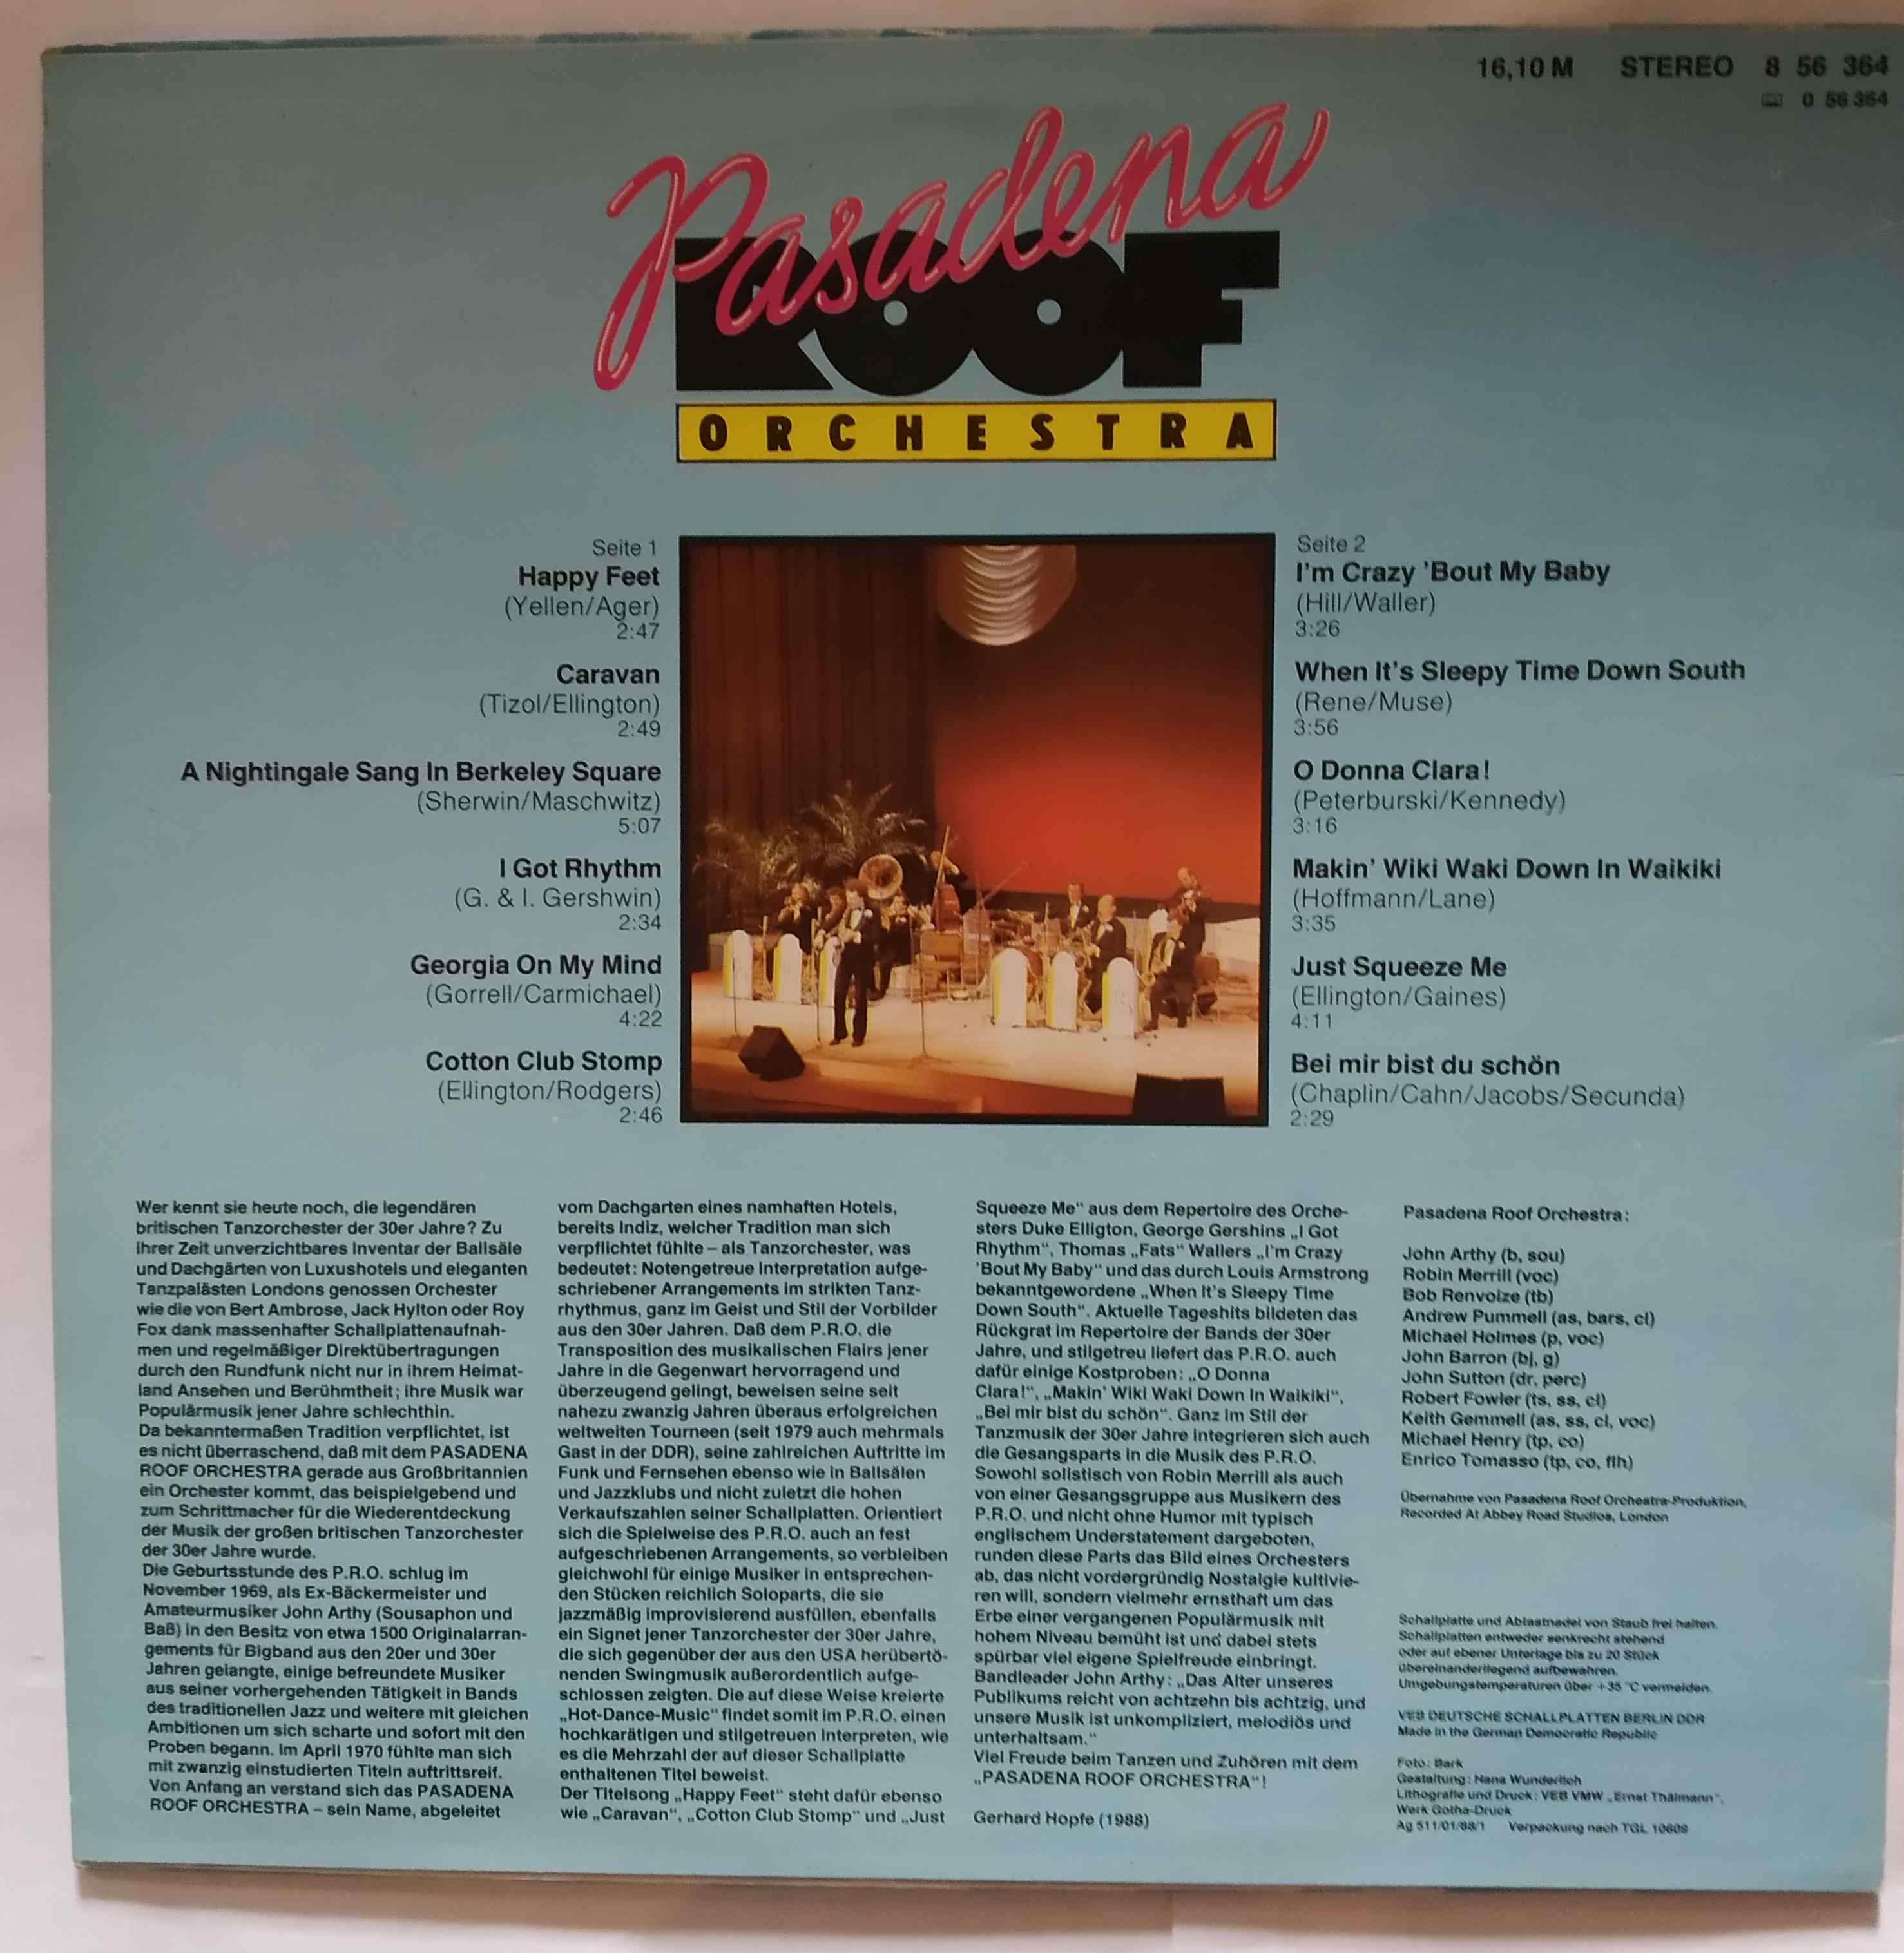 16,10 M STEREO 8 56 364
0 56 364
Pasadena
ROOF
ORCHESTRA
Seite 1
Happy Feet
(Yellen/Ager)
2:47
Caravan
(Tizol/Ellington)
2:49
A Nightingale Sang In Berkeley Square
(Sherwin/Maschwitz)
5:07
I Got Rhythm
(G. & I. Gershwin)
2:34
Georgia On My Mind
(Gorrell/Carmichael)
4:22
Cotton Club Stomp
(Ellington/Rodgers)
2:46
Seite 2
I'm Crazy 'Bout My Baby
(Hill/Waller)
3:26
When It's Sleepy Time Down South
(Rene/Muse)
3:56
O Donna Clara!
(Peterburski/Kennedy)
3:16
Makin' Wiki Waki Down In Waikiki
(Hoffmann/Lane)
3:35
Just Squeeze Me
(Ellington/Gaines)
4:11
Bei mir bist du schön
(Chaplin/Cahn/Jacobs/Secunda)
2:29
Wer kennt sie heute noch, die legendären
britischen Tanzorchester der 30er Jahre? Zu
ihrer Zeit unverzichtbares Inventar der Ballsäle
und Dachgärten von Luxushotels und eleganten
Tanzpalästen Londons genossen Orchester
wie die von Bert Ambrose, Jack Hylton oder Roy
Fox dank massenhafter Schallplattenaufnah-
men und regelmäßiger Direktübertragungen
durch den Rundfunk nicht nur in ihrem Heimat-
land Ansehen und Berühmtheit; ihre Musik war
Populärmusik jener Jahre schlechthin.
Da bekanntermaßen Tradition verpflichtet, ist
es nicht überraschend, daß mit dem PASADENA
ROOF ORCHESTRA gerade aus Großbritannien
ein Orchester kommt, das beispielgebend und
zum Schrittmacher für die Wiederentdeckung
der Musik der großen britischen Tanzorchester
der 30er Jahre wurde.
Die Geburtsstunde des P.R.O. schlug im
November 1969, als Ex-Bäckermeister und
Amateurmusiker John Arthy (Sousaphon und
Baß) in den Besitz von etwa 1500 Originalarran-
gements für Bigband aus den 20er und 30er
Jahren gelangte, einige befreundete Musiker
aus seiner vorhergehenden Tätigkeit in Bands
des traditionellen Jazz und weitere mit gleichen
Ambitionen um sich scharte und sofort mit den
Proben begann. Im April 1970 fühlte man sich
mit zwanzig einstudierten Titeln auftrittsreif.
Von Anfang an verstand sich das PASADENA
ROOF ORCHESTRA – sein Name, abgeleitet
vom Dachgarten eines namhaften Hotels,
bereits Indiz, welcher Tradition man sich
verpflichtet fühlte – als Tanzorchester, was
bedeutet: Notengetreue Interpretation aufge-
schriebener Arrangements im strikten Tanz-
rhythmus, ganz im Geist und Stil der Vorbilder
aus den 30er Jahren. Daß dem P.R.O. die
Transposition des musikalischen Flairs jener
Jahre in die Gegenwart hervorragend und
überzeugend gelingt, beweisen seine seit
nahezu zwanzig Jahren überaus erfolgreichen
weltweiten Tourneen (seit 1979 auch mehrmals
Gast in der DDR), seine zahlreichen Auftritte im
Funk und Fernsehen ebenso wie in Ballsälen
und Jazzklubs und nicht zuletzt die hohen
Verkaufszahlen seiner Schallplatten. Orientiert
sich die Spielweise des P.R.O. auch an fest
aufgeschriebenen Arrangements, so verbleiben
gleichwohl für einige Musiker in entsprechen-
den Stücken reichlich Soloparts, die sie
jazzmäßig improvisierend ausfüllen, ebenfalls
ein Signet jener Tanzorchester der 30er Jahre,
die sich gegenüber der aus den USA herübertö-
nenden Swingmusik außerordentlich aufge-
schlossen zeigten. Die auf diese Weise kreierte
„Hot-Dance-Music“ findet somit im P.R.O. einen
hochkarätigen und stilgetreuen Interpreten, wie
es die Mehrzahl der auf dieser Schallplatte
enthaltenen Titel beweist.
Der Titelsong „Happy Feet“ steht dafür ebenso
wie „Caravan“, „Cotton Club Stomp“ und „Just
Squeeze Me“ aus dem Repertoire des Orche-
sters Duke Elligton, George Gershins „I Got
Rhythm“, Thomas „Fats“ Wallers „I'm Crazy
'Bout My Baby“ und das durch Louis Armstrong
bekanntgewordene „When It's Sleepy Time
Down South“. Aktuelle Tageshits bildeten das
Rückgrat im Repertoire der Bands der 30er
Jahre, und stilgetreu liefert das P.R.O. auch
dafür einige Kostproben: „O Donna
Clara!“, „Makin' Wiki Waki Down In Waikiki“,
„Bei mir bist du schön“. Ganz im Stil der
Tanzmusik der 30er Jahre integrieren sich auch
die Gesangsparts in die Musik des P.R.O.
Sowohl solistisch von Robin Merrill als auch
von einer Gesangsgruppe aus Musikern des
P.R.O. und nicht ohne Humor mit typisch
englischem Understatement dargeboten,
runden diese Parts das Bild eines Orchesters
ab, das nicht vordergründig Nostalgie kultivie-
ren will, sondern vielmehr ernsthaft um das
Erbe einer vergangenen Populärmusik mit
hohem Niveau bemüht ist und dabei stets
spürbar viel eigene Spielfreude einbringt.
Bandleader John Arthy: „Das Alter unseres
Publikums reicht von achtzehn bis achtzig, und
unsere Musik ist unkompliziert, melodiös und
unterhaltsam.“
Viel Freude beim Tanzen und Zuhören mit dem
„PASADENA ROOF ORCHESTRA“!
Gerhard Hopfe (1988)
Pasadena Roof Orchestra:
John Arthy (b, sou)
Robin Merrill (voc)
Bob Renvoize (tb)
Andrew Pummell (as, bars, cl)
Michael Holmes (p, voc)
John Barron (bj, g)
John Sutton (dr, perc)
Robert Fowler (ts, ss, cl)
Keith Gemmell (as, ss, cl, voc)
Michael Henry (tp, co)
Enrico Tomasso (tp, co, flh)
Übernahme von Pasadena Roof Orchestra-Produktion,
Recorded At Abbey Road Studios, London
Schallplatte und Abtastnadel von Staub frei halten.
Schallplatten entweder senkrecht stehend
oder auf ebener Unterlage bis zu 20 Stück
übereinanderliegend aufbewahren.
Umgebungstemperaturen über +35 °C vermeiden.
VEB DEUTSCHE SCHALLPLATTEN BERLIN DDR
Made in the German Democratic Republic
Foto: Bark
Gestaltung: Hans Wunderlich
Lithografie und Druck: VEB VMW „Ernst Thälmann“,
Werk Gotha-Druck
Ag 511/01/88/1 Verpackung nach TGL 10609